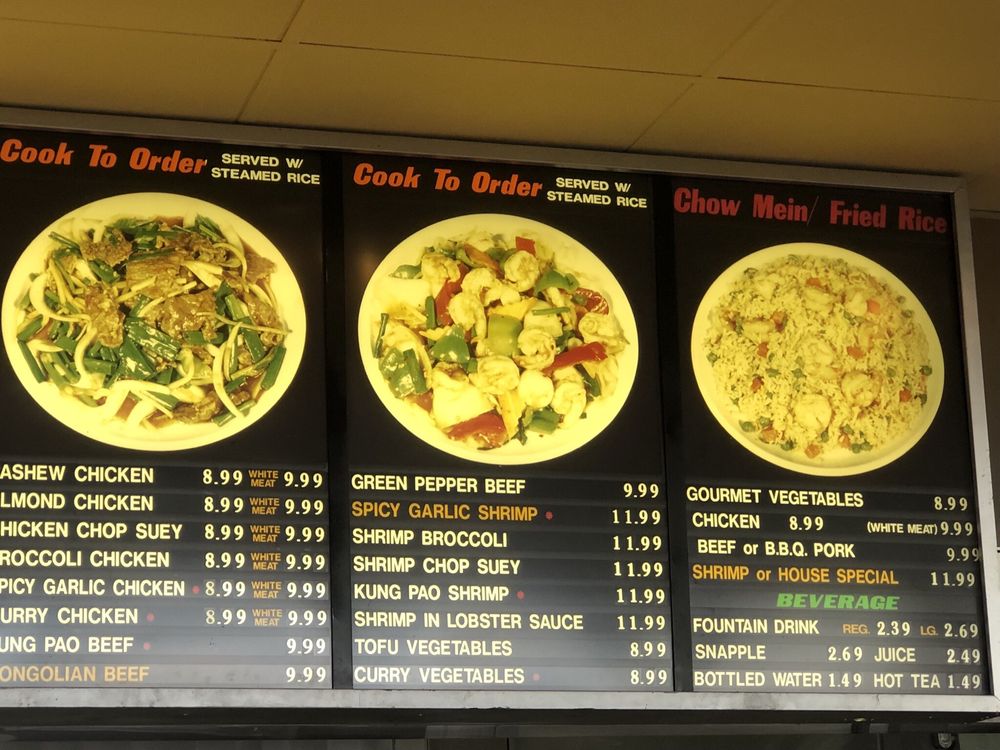 Cook To Order SERVED W/
STEAMED RICE
ASHEW CHICKEN 8.99 WHITE MEAT 9.99
LMOND CHICKEN 8.99 WHITE MEAT 9.99
HICKEN CHOP SUEY 8.99 WHITE MEAT 9.99
ROCCOLI CHICKEN 8.99 WHITE MEAT 9.99
PICY GARLIC CHICKEN 8.99 WHITE MEAT 9.99
URRY CHICKEN 8.99 WHITE MEAT 9.99
UNG PAO BEEF 9.99
ONGOLIAN BEEF 9.99
Cook To Order SERVED W/
STEAMED RICE
GREEN PEPPER BEEF 9.99
SPICY GARLIC SHRIMP 11.99
SHRIMP BROCCOLI 11.99
SHRIMP CHOP SUEY 11.99
KUNG PAO SHRIMP 11.99
SHRIMP IN LOBSTER SAUCE 11.99
TOFU VEGETABLES 8.99
CURRY VEGETABLES 8.99
Chow Mein/ Fried Rice
GOURMET VEGETABLES 8.99
CHICKEN 8.99 (WHITE MEAT) 9.99
BEEF or B.B.Q. PORK 9.99
SHRIMP or HOUSE SPECIAL 11.99
BEVERAGE
FOUNTAIN DRINK REG. 2.39 LG. 2.69
SNAPPLE 2.69 JUICE 2.49
BOTTLED WATER 1.49 HOT TEA 1.49